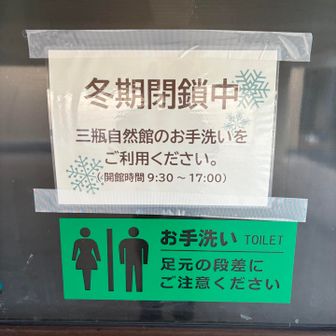 冬期閉鎖中
三瓶自然館のお手洗いを
ご利用ください。
(開館時間 9:30～17:00)
お手洗い TOILET
足元の段差に
ご注意ください